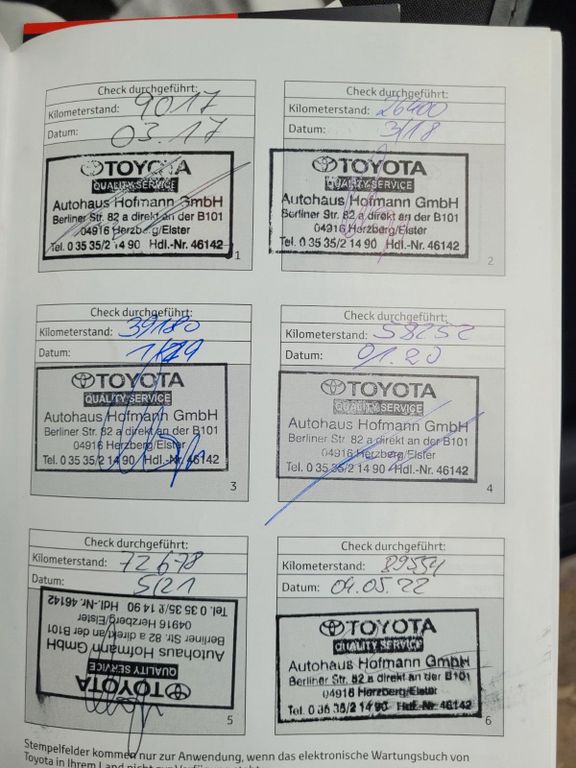 Check durchgeführt:
Kilometerstand: 9017
Datum: 03.17
TOYOTA
QUALITY SERVICE
Autohaus Hofmann GmbH
Berliner Str. 82 a direkt an der B101
04916 Herzberg/Elster
Tel. 0 35 35/2 14 90 Hdl.-Nr. 46142
1
Check durchgeführt:
Kilometerstand: 26400
Datum: 3/18
TOYOTA
QUALITY SERVICE
Autohaus Hofmann GmbH
Berliner Str. 82 a direkt an der B101
04916 Herzberg/Elster
Tel. 0 35 35/2 14 90 Hdl.-Nr. 46142
2
Check durchgeführt:
Kilometerstand: 39180
Datum: 1/19
TOYOTA
QUALITY SERVICE
Autohaus Hofmann GmbH
Berliner Str. 82 a direkt an der B101
04916 Herzberg/Elster
Tel. 0 35 35/2 14 90 Hdl.-Nr. 46142
3
Check durchgeführt:
Kilometerstand: 58252
Datum: 01.20
TOYOTA
QUALITY SERVICE
Autohaus Hofmann GmbH
Berliner Str. 82 a direkt an der B101
04916 Herzberg/Elster
Tel. 0 35 35/2 14 90 Hdl.-Nr. 46142
4
Check durchgeführt:
Kilometerstand: 72678
Datum: 5/21
TOYOTA
QUALITY SERVICE
Autohaus Hofmann GmbH
Berliner Str. 82 a direkt an der B101
04916 Herzberg/Elster
Tel. 0 35 35/2 14 90 Hdl.-Nr. 46142
5
Check durchgeführt:
Kilometerstand: 89554
Datum: 04.05.22
TOYOTA
QUALITY SERVICE
Autohaus Hofmann GmbH
Berliner Str. 82 a direkt an der B101
04916 Herzberg/Elster
Tel. 0 35 35/2 14 90 Hdl.-Nr. 46142
6
Stempelfelder kommen nur zur Anwendung, wenn das elektronische Wartungsbuch von
Toyota in Ihrem Land nicht zur